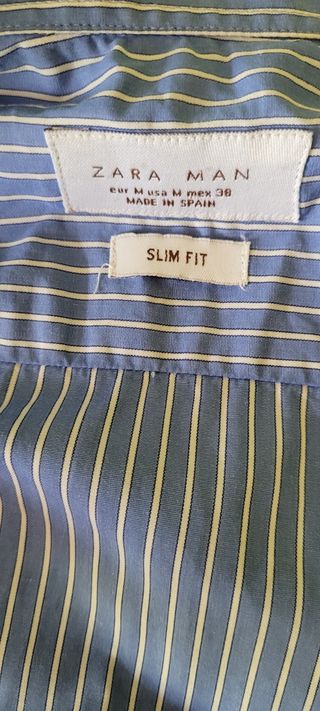 ZARA MAN
eur M usa M mex 38
MADE IN SPAIN
SLIM FIT